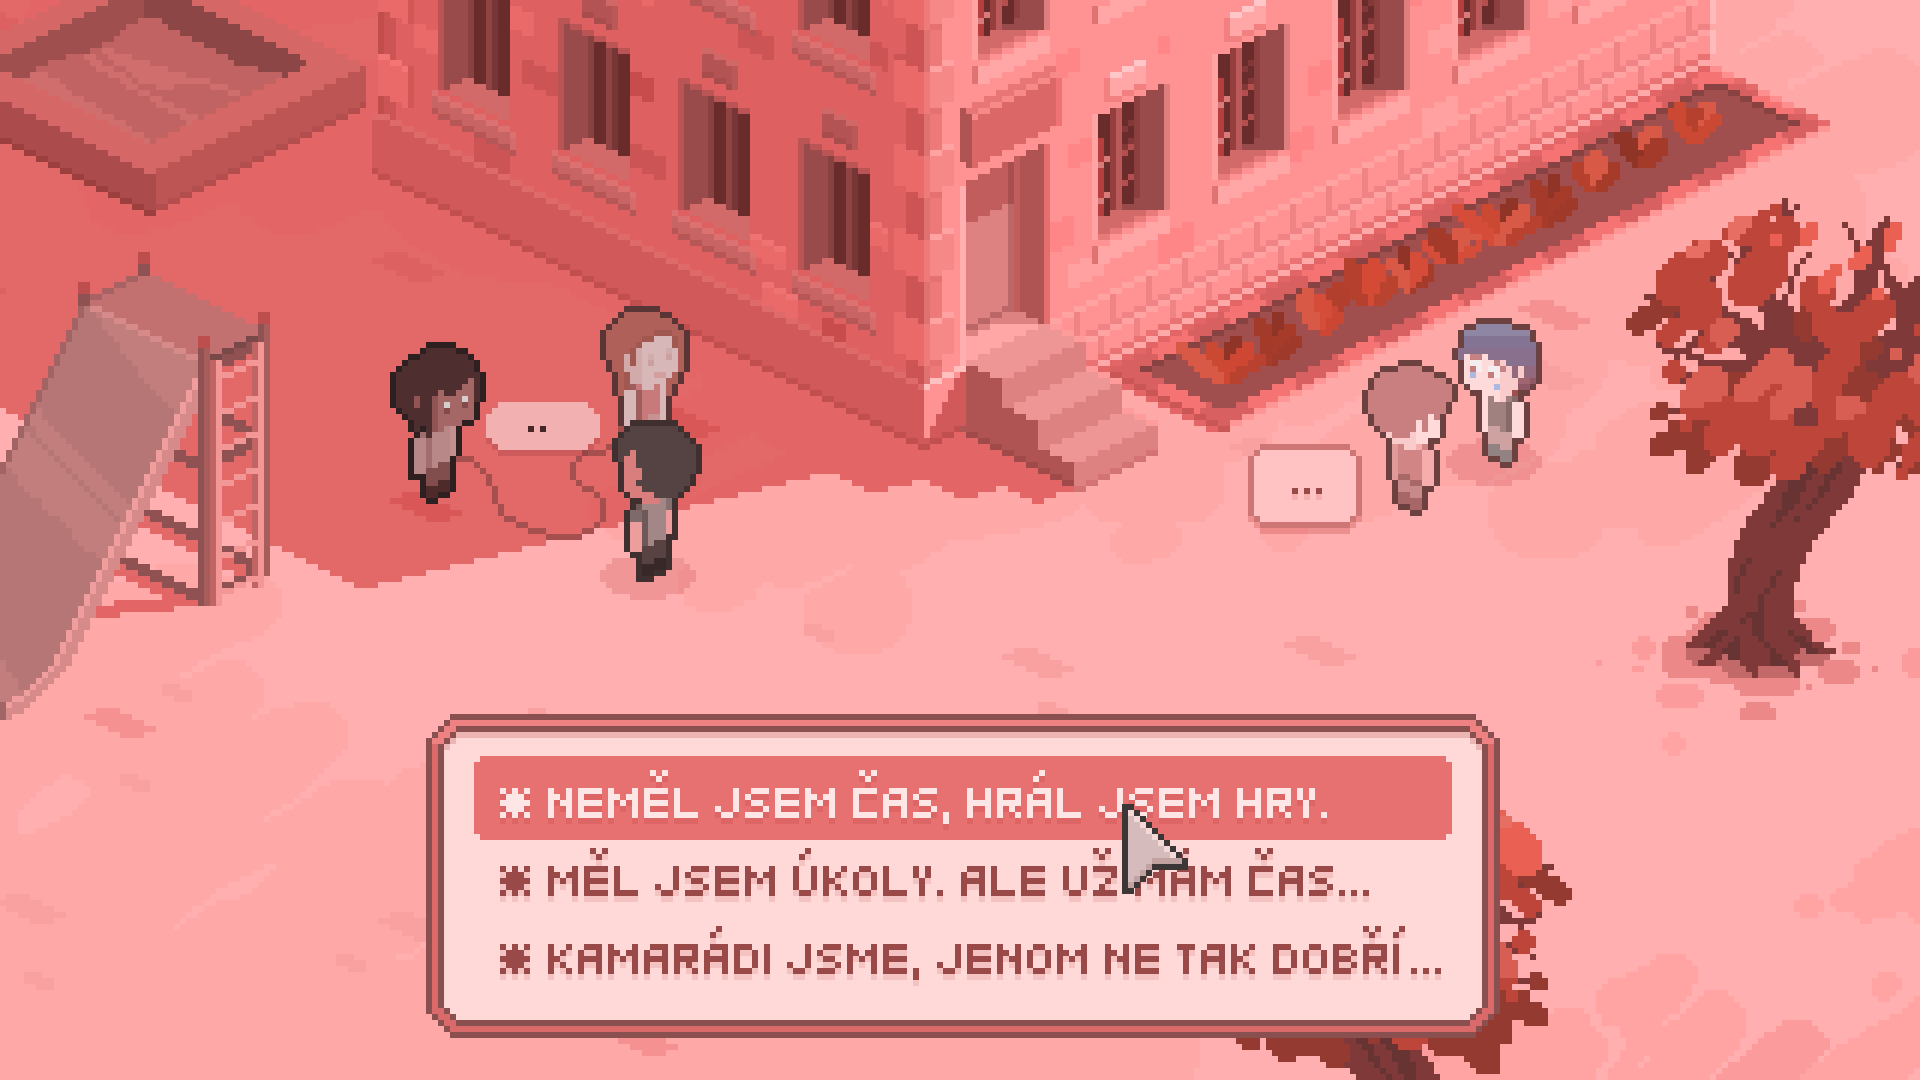 ..
...
NEMĚL JSEM ČAS, HRÁL JSEM HRY.
MĚL JSEM ÚKOLY. ALE UŽ MÁM ČAS...
KAMARÁDI JSME, JENOM NE TAK DOBŘÍ...